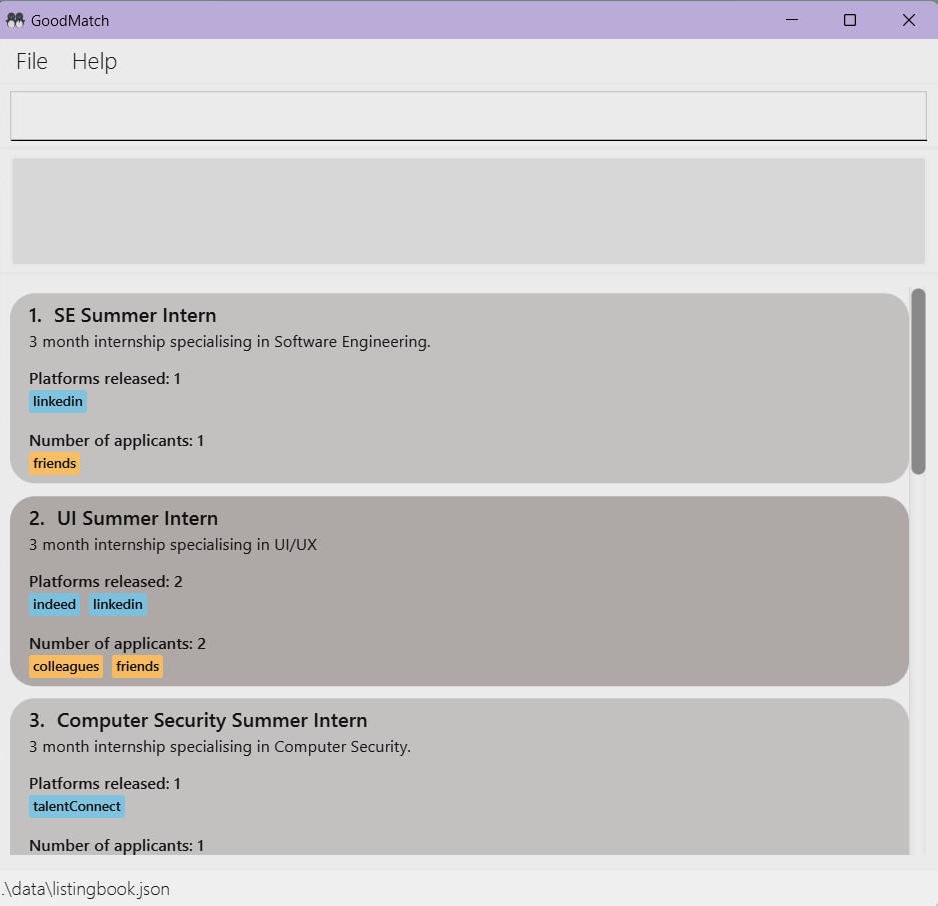 GoodMatch
File Help
1. SE Summer Intern
3 month internship specialising in Software Engineering.
Platforms released: 1
linkedin
Number of applicants: 1
friends
2. UI Summer Intern
3 month internship specialising in UI/UX
Platforms released: 2
indeed linkedin
Number of applicants: 2
colleagues friends
3. Computer Security Summer Intern
3 month internship specialising in Computer Security.
Platforms released: 1
talentConnect
Number of applicants: 1
.\data\listingbook.json